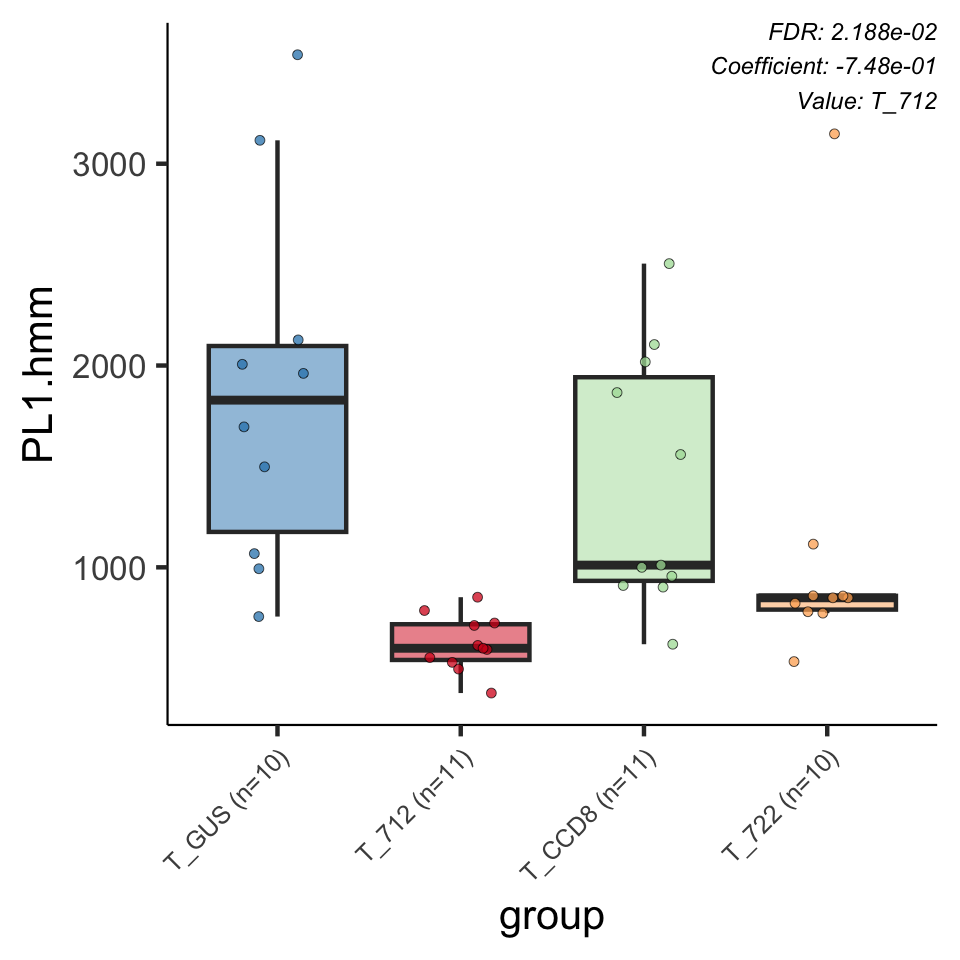 FDR: 2.188e-02
Coefficient: -7.48e-01
Value: T_712
PL1.hmm
3000
2000
1000
T_GUS (n=10)
T_712 (n=11)
T_CCD8 (n=11)
T_722 (n=10)
group